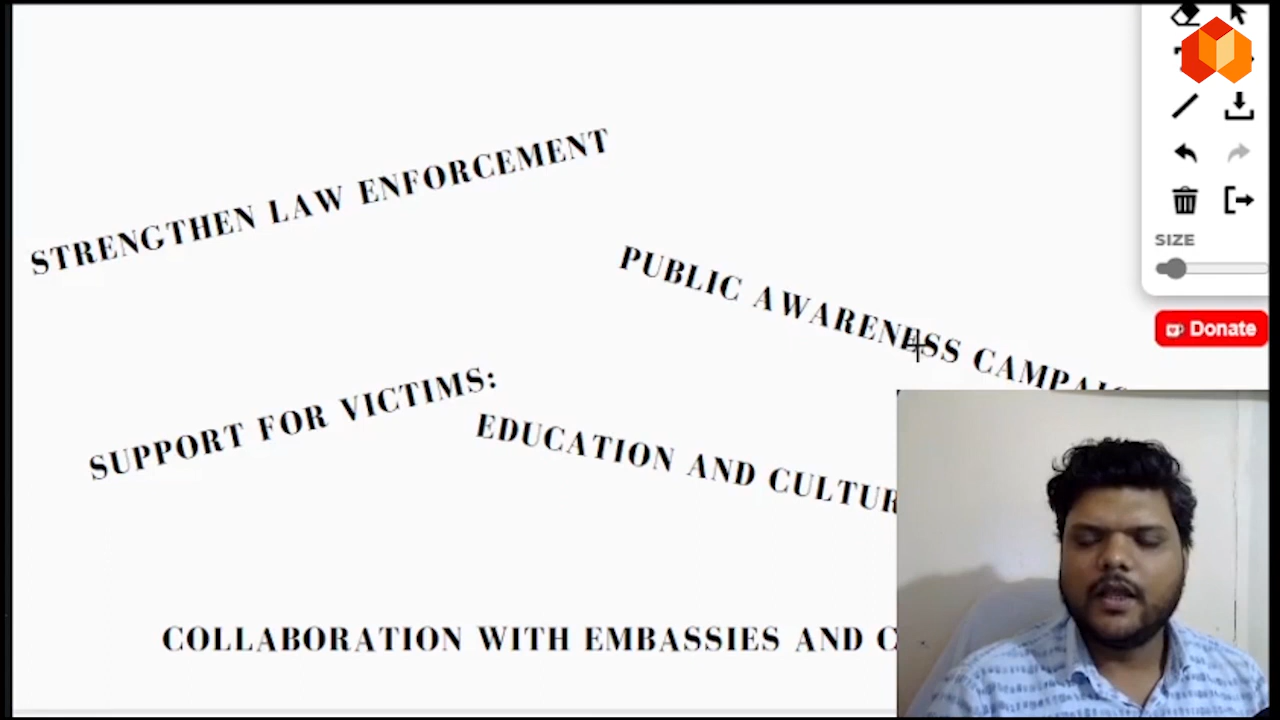 STRENGTHEN LAW ENFORCEMENT
PUBLIC AWARENESS
SUPPORT FOR VICTIMS:
EDUCATION AND
COLLABORATION WITH EMBASSIES AND
SIZE
Donate